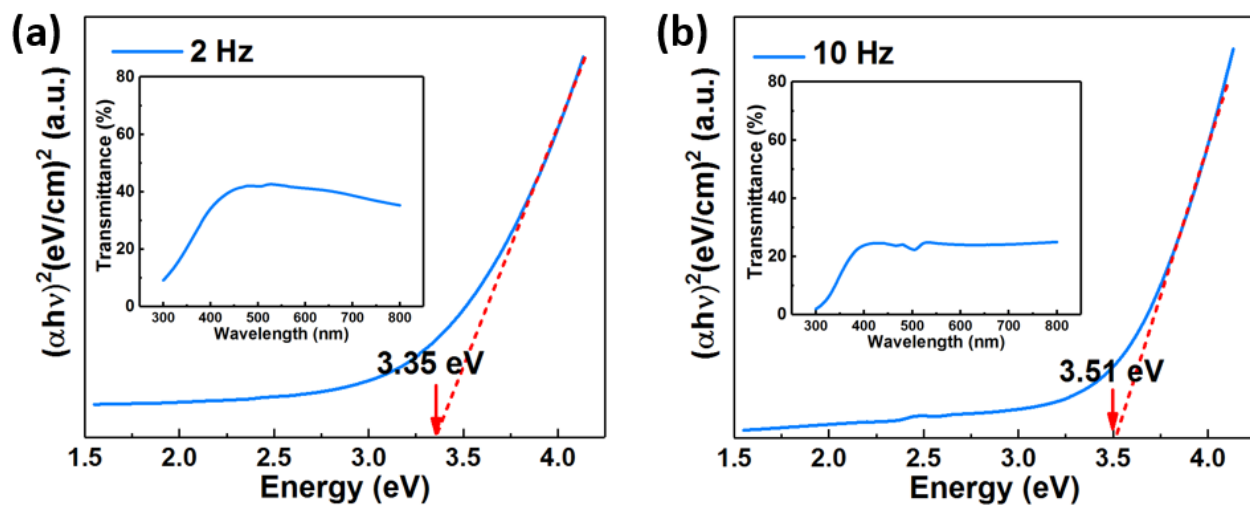 (a)
2 Hz
(αhν)²(eV/cm)² (a.u.)
80
60
40
20
0
Transmittance (%)
300 400 500 600 700 800
Wavelength (nm)
3.35 eV
1.5 2.0 2.5 3.0 3.5 4.0
Energy (eV)
(b)
10 Hz
(αhν)²(eV/cm)² (a.u.)
80
60
40
20
0
Transmittance (%)
300 400 500 600 700 800
Wavelength (nm)
3.51 eV
1.5 2.0 2.5 3.0 3.5 4.0
Energy (eV)